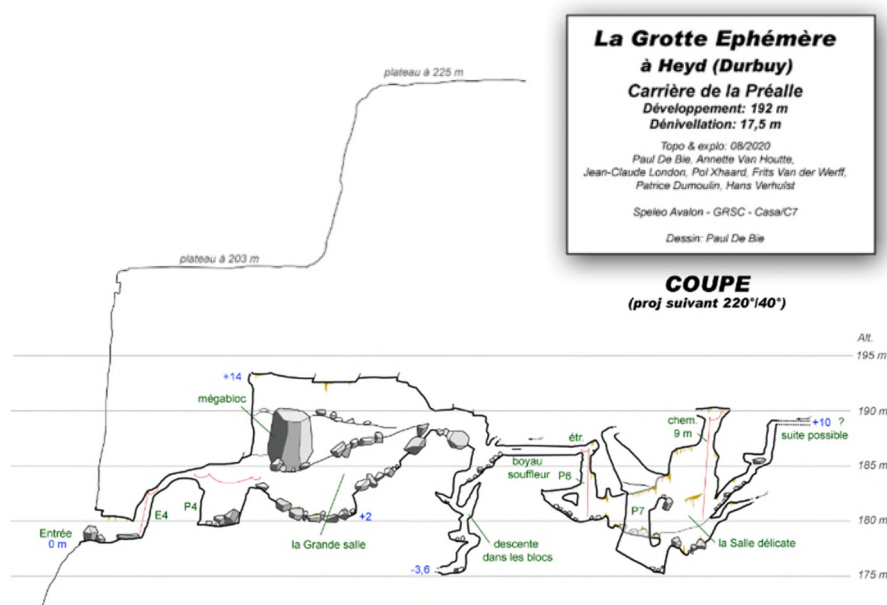 La Grotte Ephémère
à Heyd (Durbuy)
Carrière de la Préalle
Développement: 192 m
Dénivellation: 17,5 m
Topo & explo: 08/2020
Paul De Bie, Annette Van Houtte,
Jean-Claude London, Pol Xhaard, Frits Van der Werff,
Patrice Dumoulin, Hans Verhulst
Speleo Avalon - GRSC - Casa/C7
Dessin: Paul De Bie
plateau à 225 m
plateau à 203 m
COUPE
(proj suivant 220°/40°)
Alt.
195 m
+14
mégabloc
190 m
chem.
9 m
+10 ?
suite possible
étr.
boyau
souffleur
P6
185 m
E4
P4
P7
+2
180 m
Entrée
0 m
la Grande salle
descente
dans les blocs
la Salle délicate
-3,6
175 m